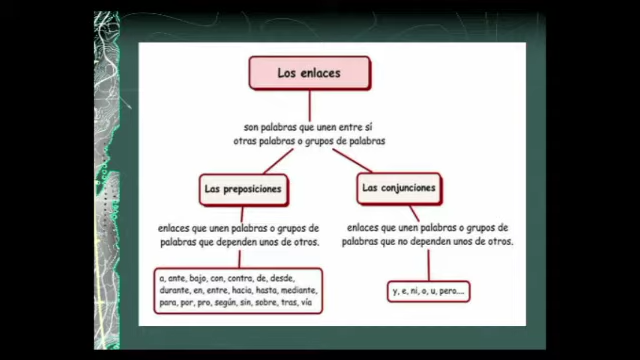 Los enlaces
son palabras que unen entre sí
otras palabras o grupos de palabras
Las preposiciones
enlaces que unen palabras o grupos de
palabras que dependen unos de otros.
a, ante, bajo, con, contra, de, desde,
durante, en, entre, hacia, hasta, mediante,
para, por, pro, según, sin, sobre, tras, vía
Las conjunciones
enlaces que unen palabras o grupos de
palabras que no dependen unos de otros.
y, e, ni, o, u, pero....